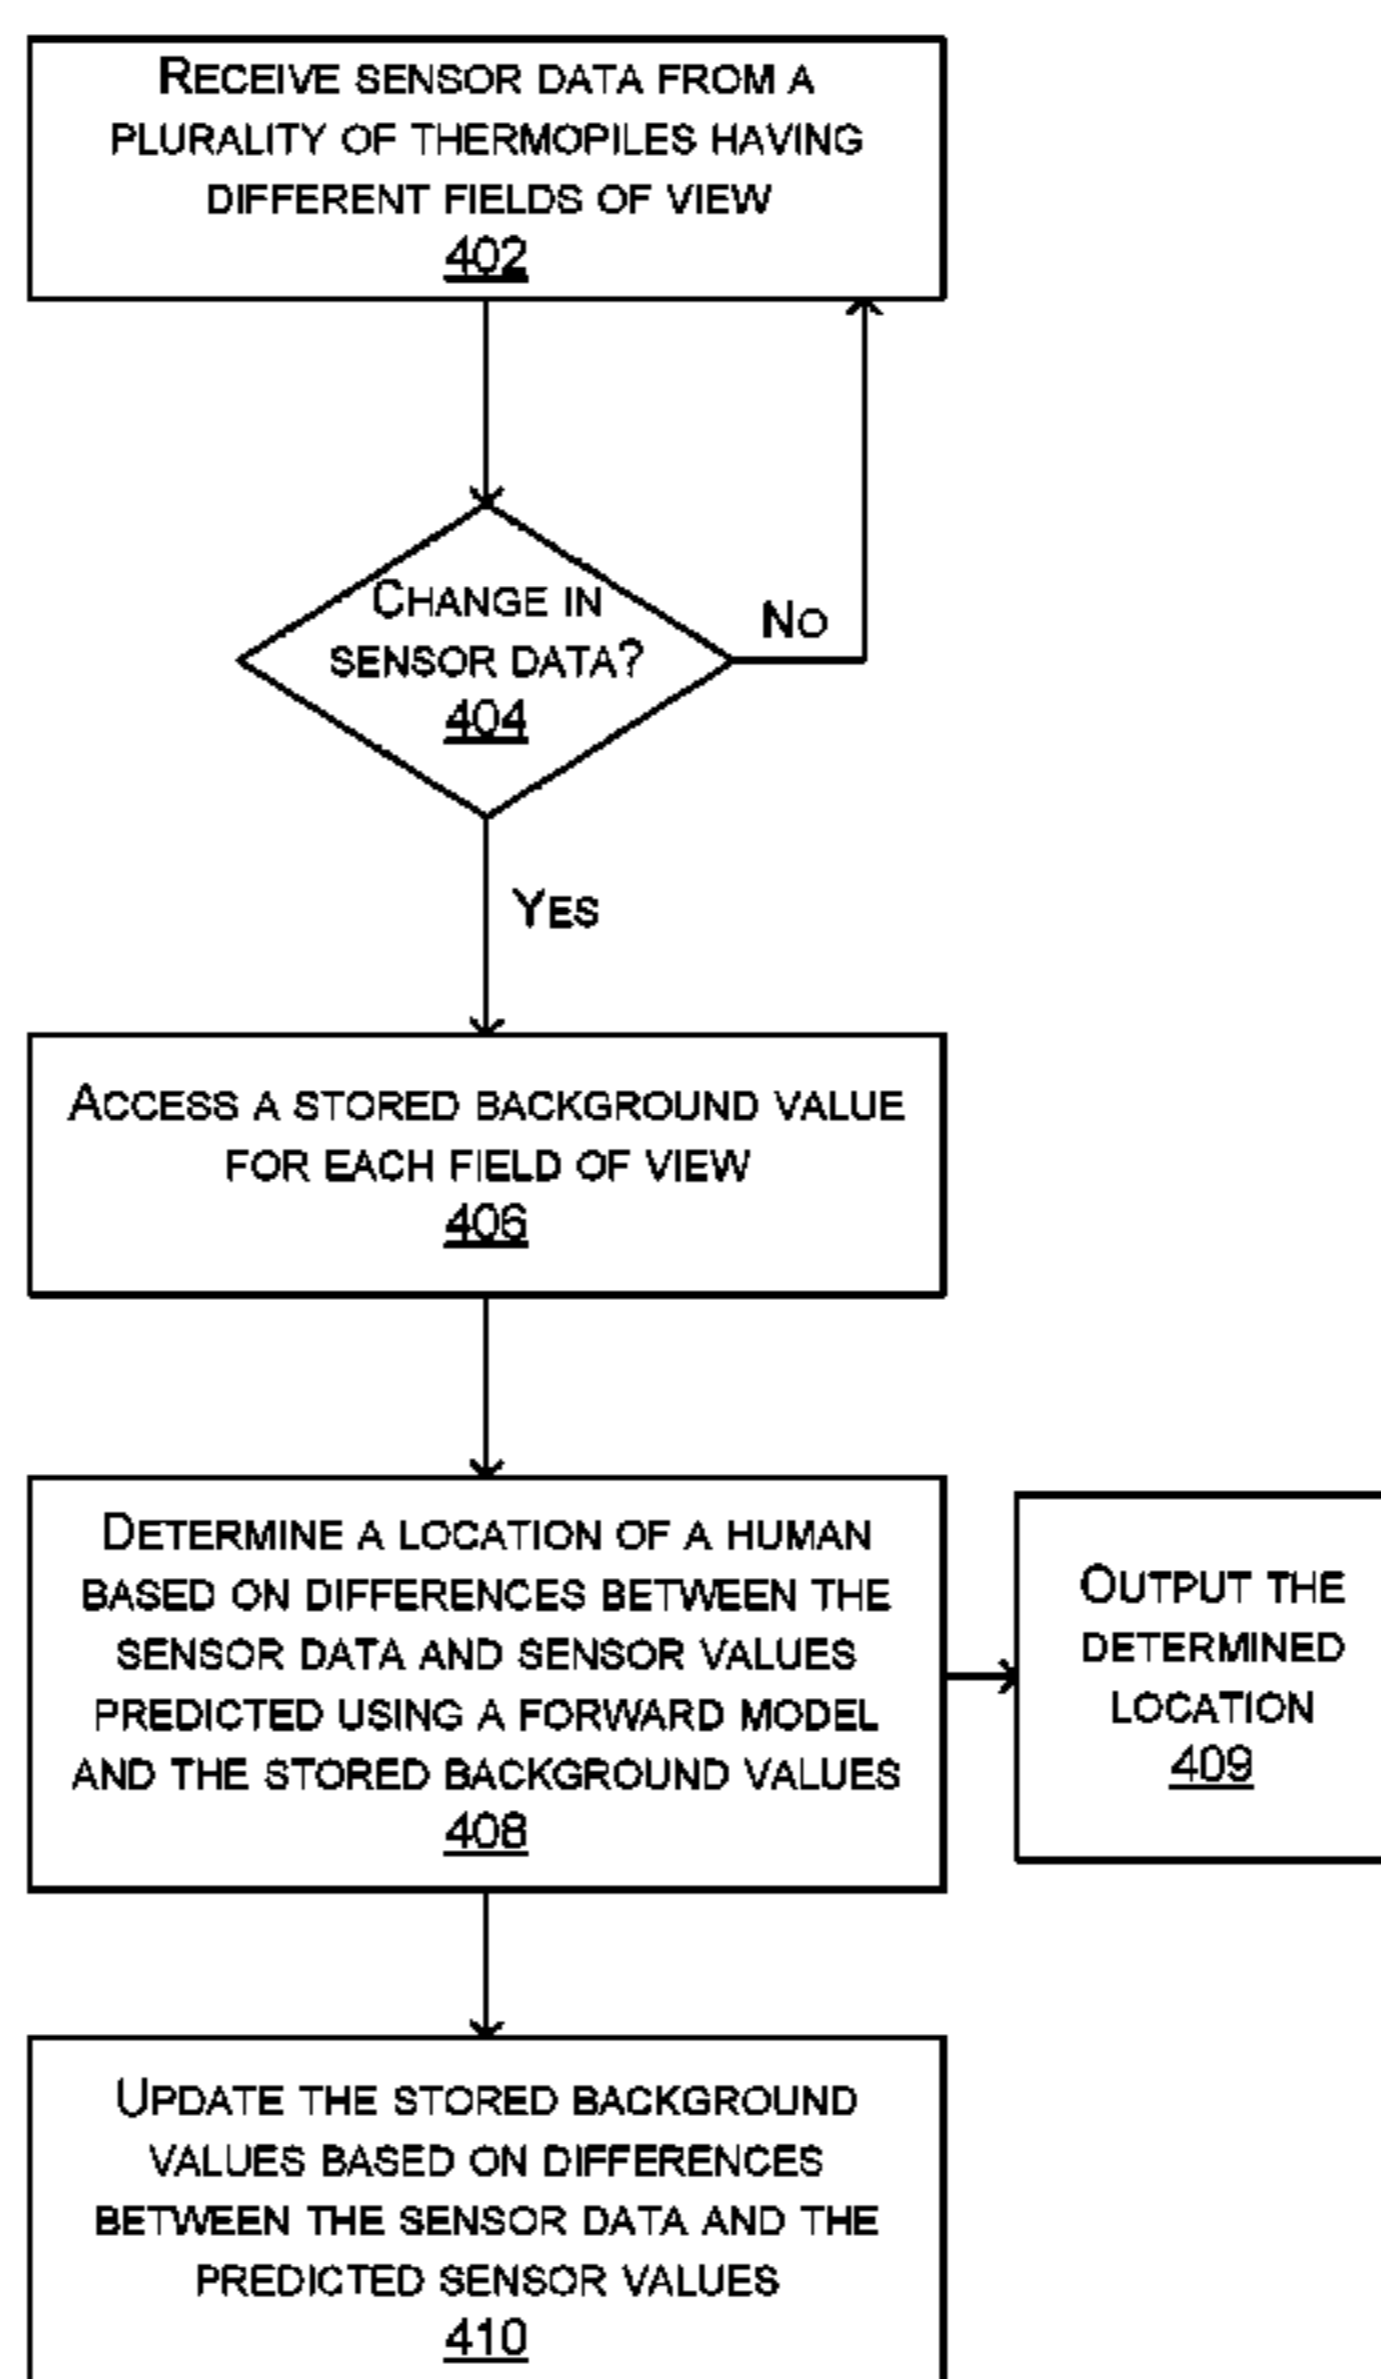 RECEIVE SENSOR DATA FROM A
PLURALITY OF THERMOPILES HAVING
DIFFERENT FIELDS OF VIEW
402
CHANGE IN
SENSOR DATA?
404
NO
YES
ACCESS A STORED BACKGROUND VALUE
FOR EACH FIELD OF VIEW
406
DETERMINE A LOCATION OF A HUMAN
BASED ON DIFFERENCES BETWEEN THE
SENSOR DATA AND SENSOR VALUES
PREDICTED USING A FORWARD MODEL
AND THE STORED BACKGROUND VALUES
408
OUTPUT THE
DETERMINED
LOCATION
409
UPDATE THE STORED BACKGROUND
VALUES BASED ON DIFFERENCES
BETWEEN THE SENSOR DATA AND THE
PREDICTED SENSOR VALUES
410